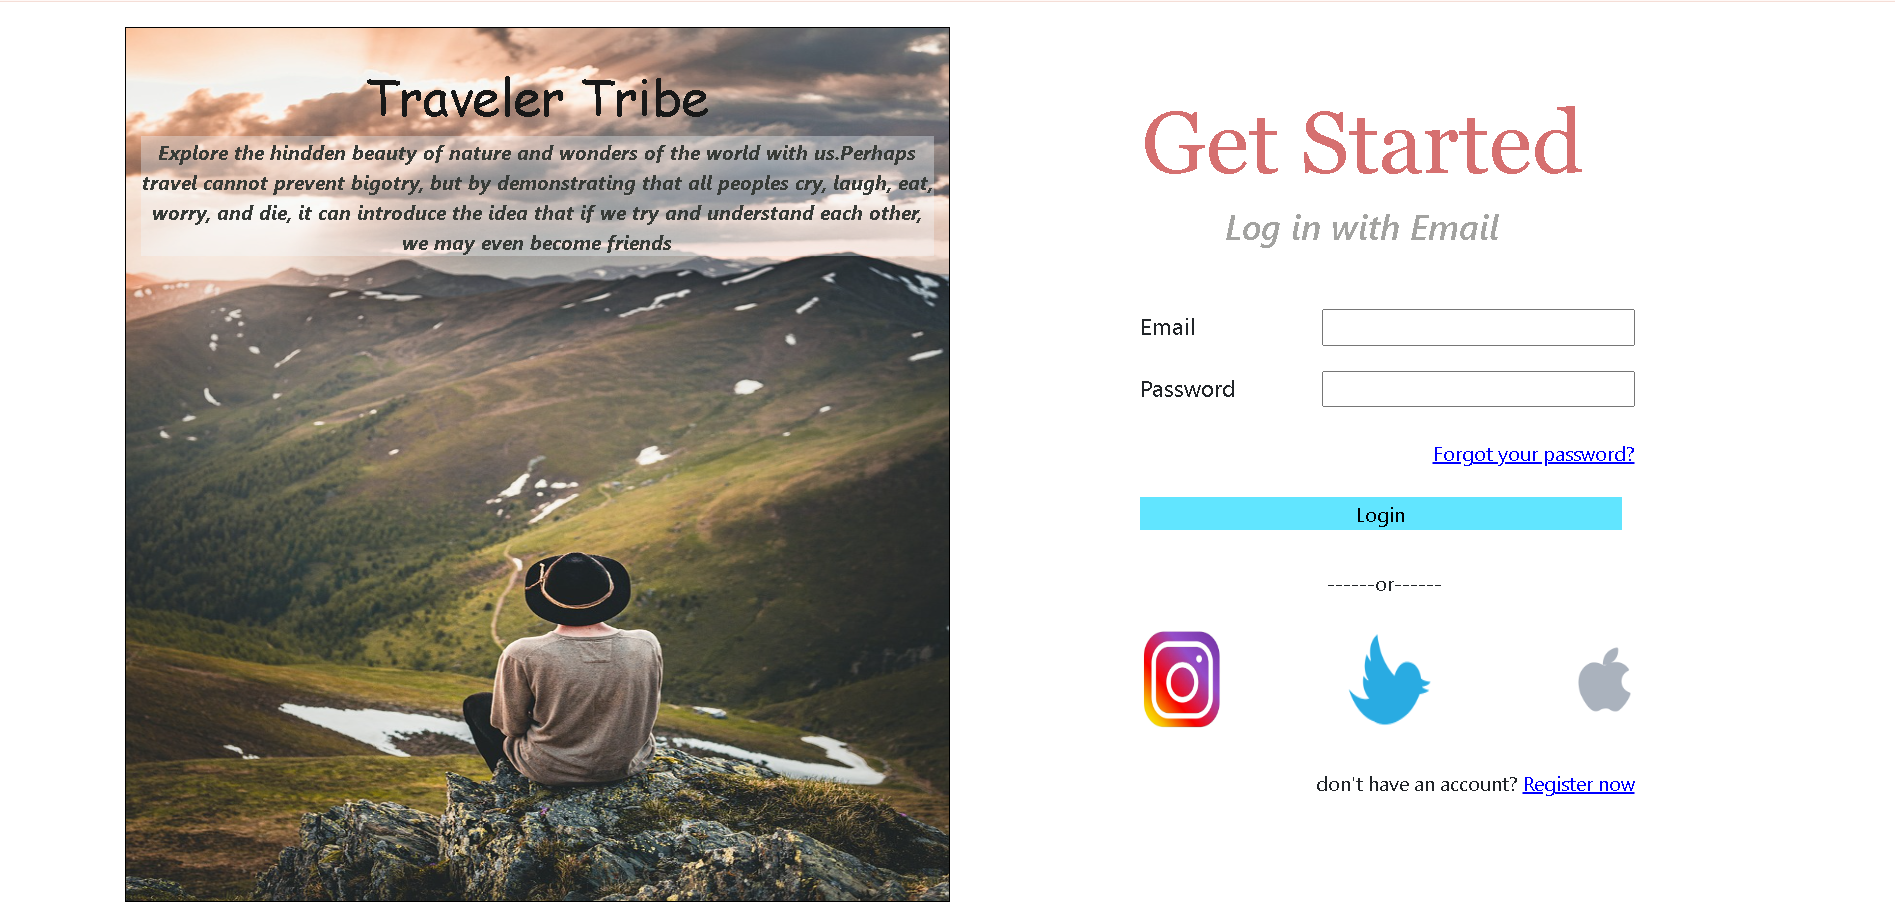 Traveler Tribe
Explore the hindden beauty of nature and wonders of the world with us.Perhaps
travel cannot prevent bigotry, but by demonstrating that all peoples cry, laugh, eat,
worry, and die, it can introduce the idea that if we try and understand each other,
we may even become friends
Get Started
Log in with Email
Email
Password
Forgot your password?
Login
------or------
don't have an account? Register now